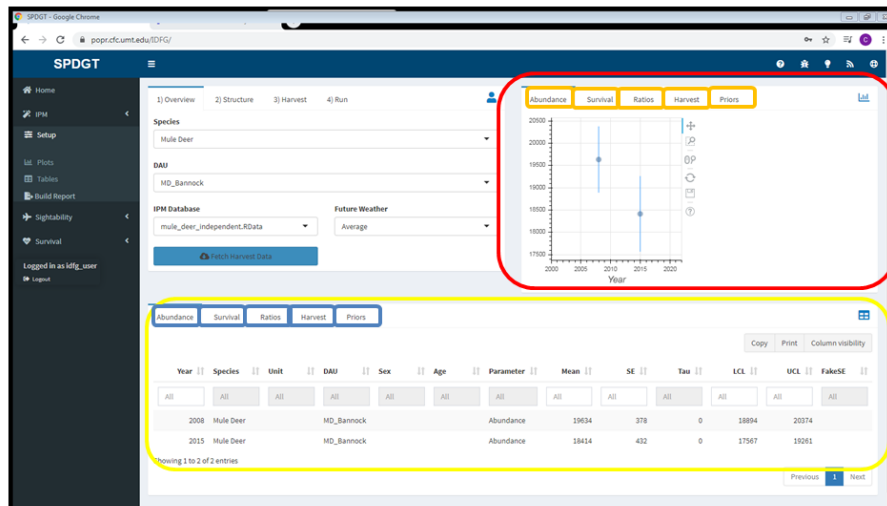 SPDGT - Google Chrome
popr.cfc.umt.edu/IDFG/
SPDGT
Home
IPM
Setup
Plots
Tables
Build Report
Sightability
Survival
Logged in as idfg_user
Logout
1) Overview 2) Structure 3) Harvest 4) Run
Species
Mule Deer
DAU
MD_Bannock
IPM Database Future Weather
mule_deer_independent.RData Average
Fetch Harvest Data
Abundance Survival Ratios Harvest Priors
20500
20000
19500
19000
18500
18000
17500
2000 2005 2010 2015 2020
Year
Abundance Survival Ratios Harvest Priors
Copy Print Column visibility
Year Species Unit DAU Sex Age Parameter Mean SE Tau LCL UCL FakeSE
All All All All All All All All All All All All All
2008 Mule Deer MD_Bannock Abundance 19634 378 0 18894 20374
2015 Mule Deer MD_Bannock Abundance 18414 432 0 17567 19261
Showing 1 to 2 of 2 entries
Previous 1 Next